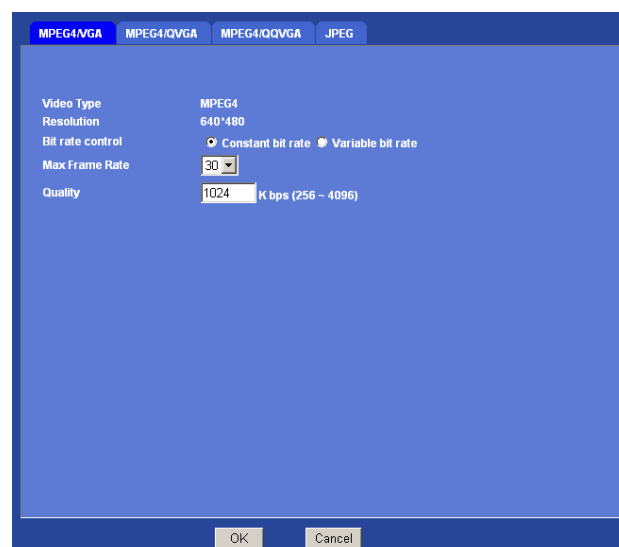 MPEG4/VGA MPEG4/QVGA MPEG4/QQVGA JPEG
Video Type MPEG4
Resolution 640*480
Bit rate control Constant bit rate Variable bit rate
Max Frame Rate 30
Quality 1024 K bps (256 ~ 4096)
OK Cancel